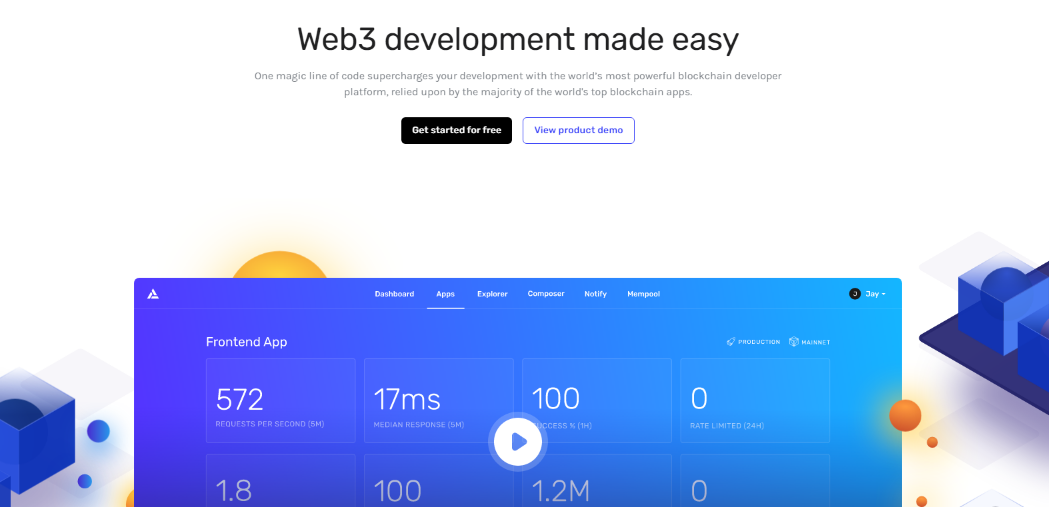 Web3 development made easy
One magic line of code supercharges your development with the world's most powerful blockchain developer
platform, relied upon by the majority of the world's top blockchain apps.
Get started for free View product demo
Dashboard Apps Explorer Composer Notify Mempool J Jay
Frontend App PRODUCTION MAINNET
572 17ms 100 0
REQUESTS PER SECOND (5M) MEDIAN RESPONSE (5M) UCCESS % (1H) RATE LIMITED (24H)
1.8 100 1.2M 0